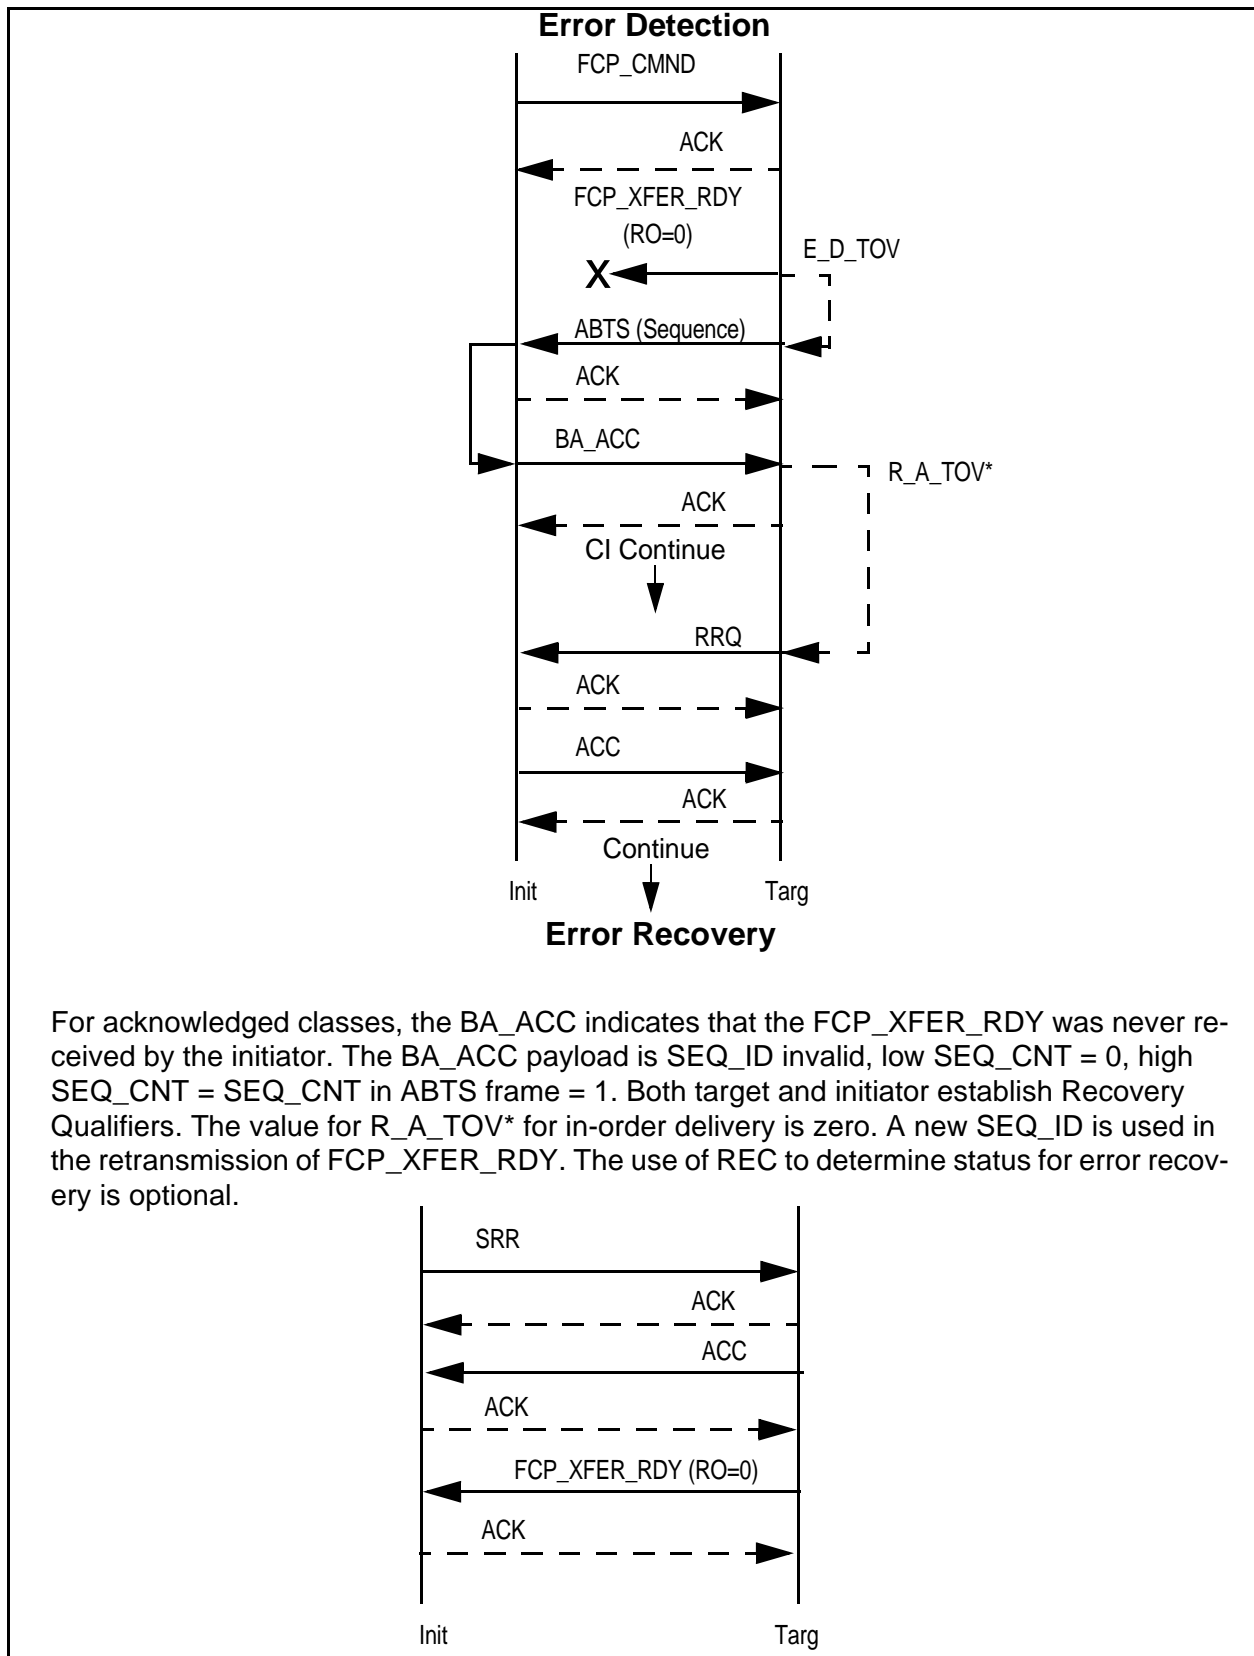 Error Detection
FCP_CMND
ACK
FCP_XFER_RDY
(RO=0)
E_D_TOV
X
ABTS (Sequence)
ACK
BA_ACC
R_A_TOV*
ACK
CI Continue
RRQ
ACK
ACC
ACK
Continue
Init Targ
Error Recovery
For acknowledged classes, the BA_ACC indicates that the FCP_XFER_RDY was never re-
ceived by the initiator. The BA_ACC payload is SEQ_ID invalid, low SEQ_CNT = 0, high
SEQ_CNT = SEQ_CNT in ABTS frame = 1. Both target and initiator establish Recovery
Qualifiers. The value for R_A_TOV* for in-order delivery is zero. A new SEQ_ID is used in
the retransmission of FCP_XFER_RDY. The use of REC to determine status for error recov-
ery is optional.
SRR
ACK
ACC
ACK
FCP_XFER_RDY (RO=0)
ACK
Init Targ